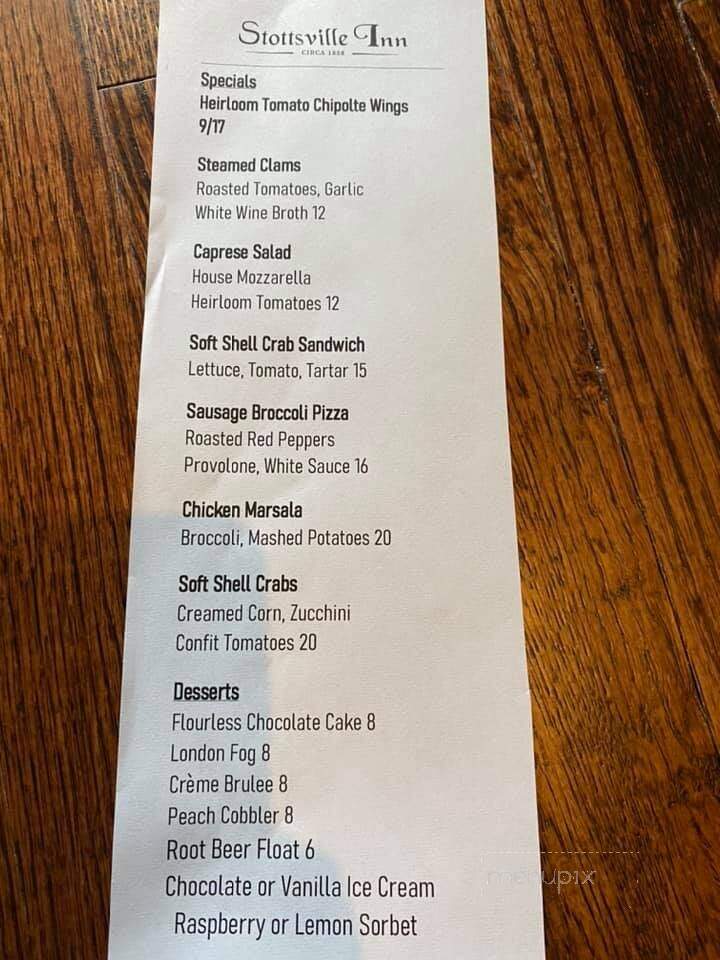 Stottsville Inn
CIRCA 1858
Specials
Heirloom Tomato Chipolte Wings
9/17
Steamed Clams
Roasted Tomatoes, Garlic
White Wine Broth 12
Caprese Salad
House Mozzarella
Heirloom Tomatoes 12
Soft Shell Crab Sandwich
Lettuce, Tomato, Tartar 15
Sausage Broccoli Pizza
Roasted Red Peppers
Provolone, White Sauce 16
Chicken Marsala
Broccoli, Mashed Potatoes 20
Soft Shell Crabs
Creamed Corn, Zucchini
Confit Tomatoes 20
Desserts
Flourless Chocolate Cake 8
London Fog 8
Crème Brulee 8
Peach Cobbler 8
Root Beer Float 6
Chocolate or Vanilla Ice Cream
Raspberry or Lemon Sorbet
menupix